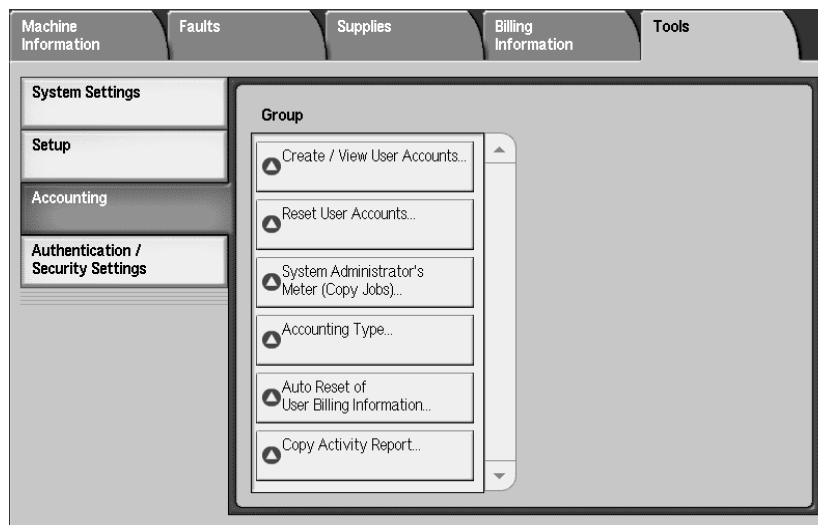 Machine
Information
Faults
Supplies
Billing
Information
Tools
System Settings
Setup
Accounting
Authentication /
Security Settings
Group
Create / View User Accounts...
Reset User Accounts...
System Administrator's
Meter (Copy Jobs)...
Accounting Type...
Auto Reset of
User Billing Information...
Copy Activity Report...